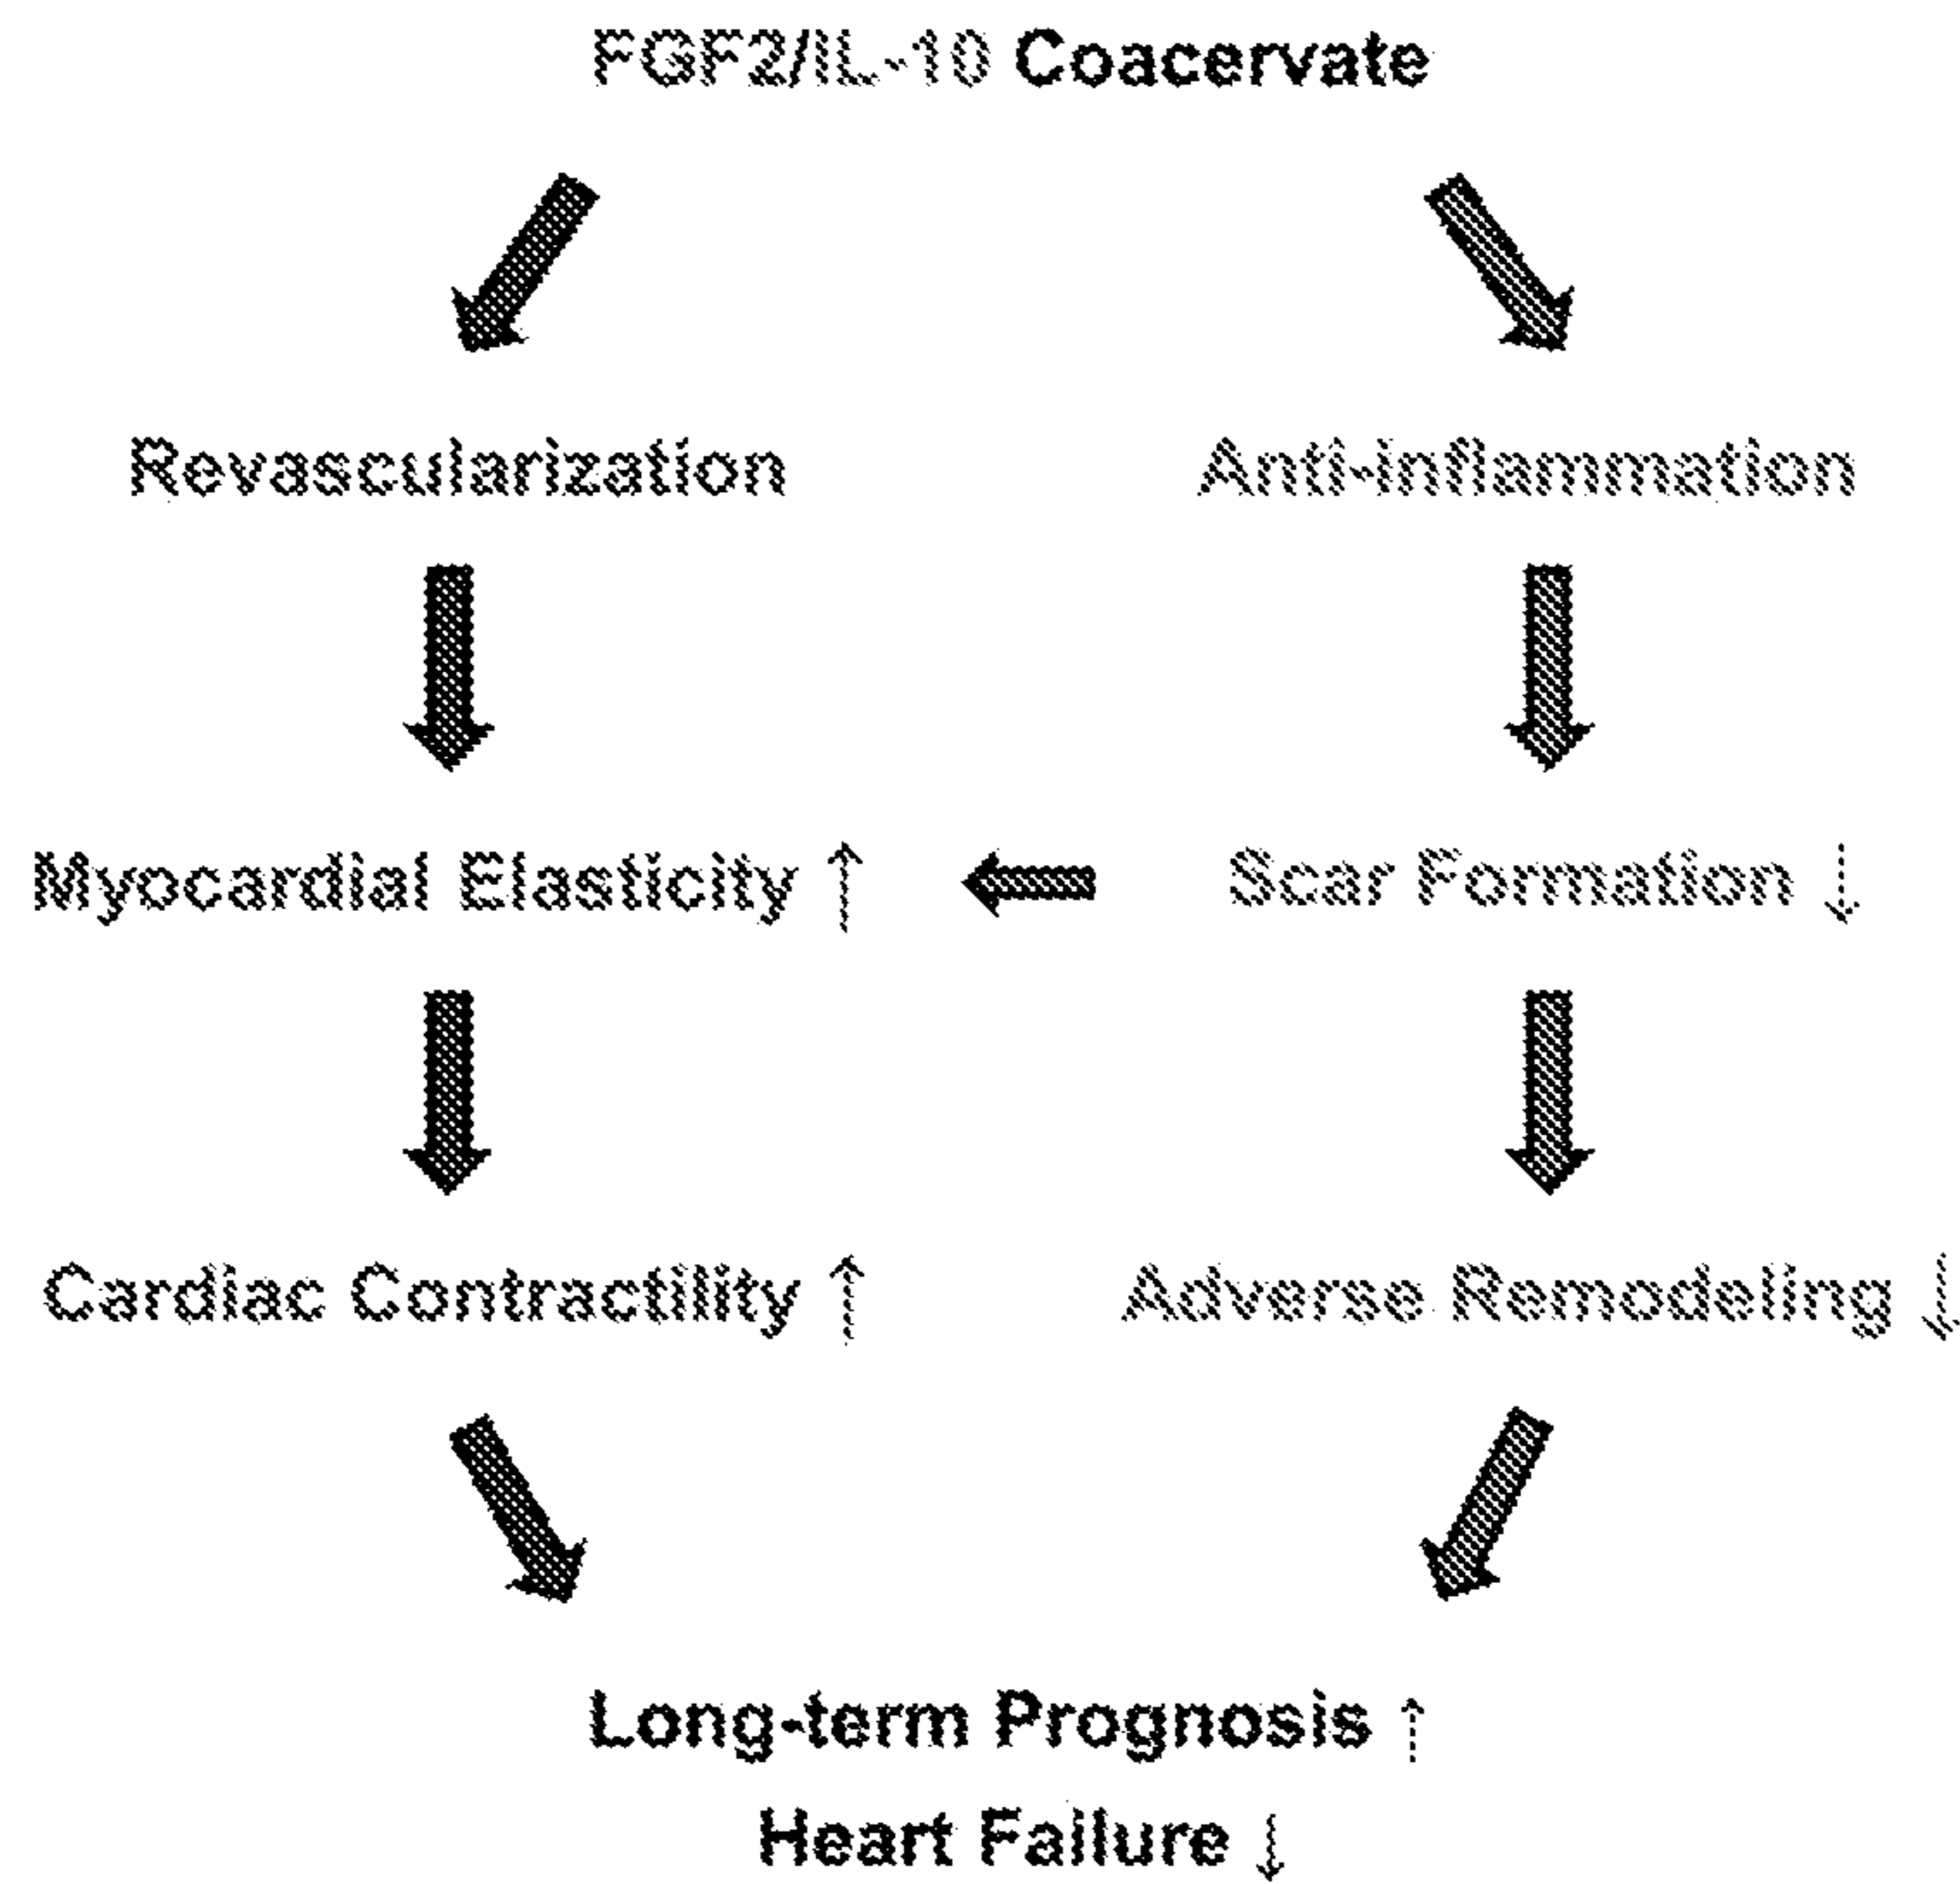 FGF2/IL-10 Coacervate
Revascularization Anti-inflammation
Myocardial Elasticity ↑ Scar Formation ↓
Cardiac Contractility ↑ Adverse Remodeling ↓
Long-term Prognosis ↑
Heart Failure ↓